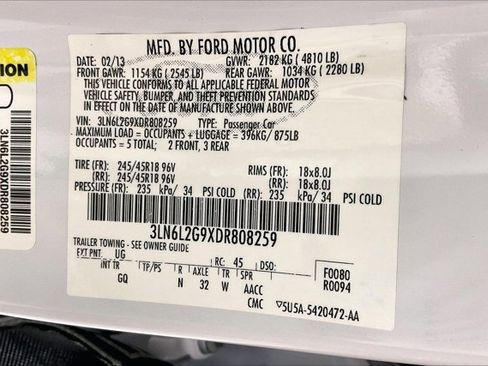 MFD. BY FORD MOTOR CO.
DATE: 02/13 GVWR: 2182 KG ( 4810 LB)
FRONT GAWR: 1154 KG ( 2545 LB) REAR GAWR: 1034 KG ( 2280 LB)
THIS VEHICLE CONFORMS TO ALL APPLICABLE FEDERAL MOTOR
VEHICLE SAFETY, BUMPER, AND THEFT PREVENTION STANDARDS
IN EFFECT ON THE DATE OF MANUFACTURE SHOWN ABOVE.
VIN: 3LN6L2G9XDR808259 TYPE: Passenger Car
MAXIMUM LOAD = OCCUPANTS + LUGGAGE = 396KG/ 875LB
OCCUPANTS = 5 TOTAL; 2 FRONT, 3 REAR
TIRE (FR): 245/45R18 96V RIMS (FR): 18x8.0J
(RR): 245/45R18 96V (RR): 18x8.0J
PRESSURE (FR): 235 kPa/ 34 PSI COLD (RR): 235 kPa/ 34 PSI COLD
3LN6L2G9XDR808259
TRAILER TOWING - SEE OWNER GUIDE
EXT PNT: UG RC: 45 DSO: F0080
INT TR TP/PS R TR SPR R0094
GQ N 32 W ACC
CMC ▽5U5A-5420472-AA
3LN6L2G9XDR808259